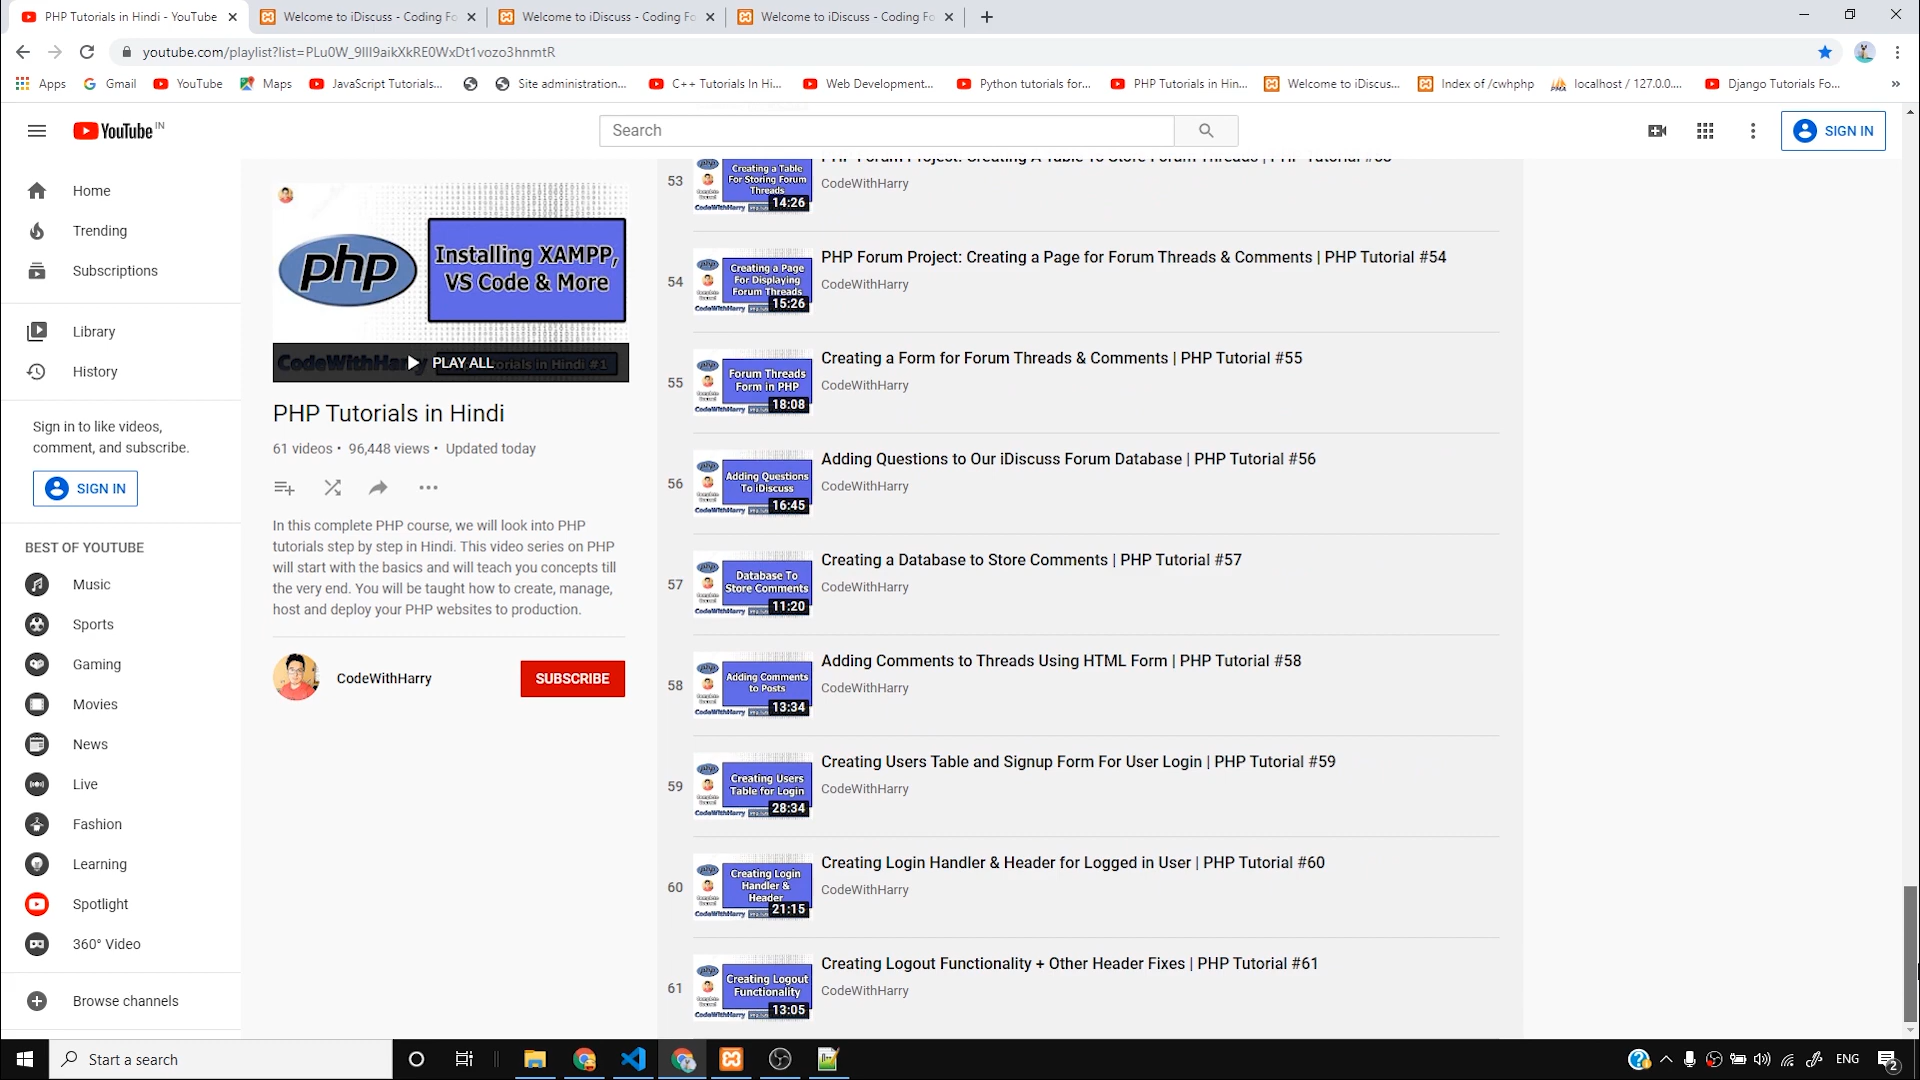 PHP Tutorials in Hindi - YouTube
Welcome to iDiscuss - Coding Fo
Welcome to iDiscuss - Coding Fo
Welcome to iDiscuss - Coding Fo
Apps
Gmail
YouTube
Maps
JavaScript Tutorials...
Site administration...
C++ Tutorials In Hi...
Web Development...
Python tutorials for...
PHP Tutorials in Hin...
Welcome to iDiscus...
Index of /cwhphp
localhost / 127.0.0....
Django Tutorials Fo...
»
YouTube IN
Search
SIGN IN
Home
Trending
Subscriptions
Library
History
Sign in to like videos,
comment, and subscribe.
SIGN IN
BEST OF YOUTUBE
Music
Sports
Gaming
Movies
News
Live
Fashion
Learning
Spotlight
360° Video
Browse channels
php
Installing XAMPP,
VS Code & More
PLAY ALL
PHP Tutorials in Hindi
61 videos • 96,448 views • Updated today
In this complete PHP course, we will look into PHP
tutorials step by step in Hindi. This video series on PHP
will start with the basics and will teach you concepts till
the very end. You will be taught how to create, manage,
host and deploy your PHP websites to production.
CodeWithHarry
SUBSCRIBE
53
Creating a Table
For Storing Forum
Threads
14:26
CodeWithHarry
54
Creating a Page
For Displaying
Forum Threads
15:26
PHP Forum Project: Creating a Page for Forum Threads & Comments | PHP Tutorial #54
CodeWithHarry
55
Forum Threads
Form in PHP
18:08
Creating a Form for Forum Threads & Comments | PHP Tutorial #55
CodeWithHarry
56
Adding Questions
To iDiscuss
16:45
Adding Questions to Our iDiscuss Forum Database | PHP Tutorial #56
CodeWithHarry
57
Database To
Store Comments
11:20
Creating a Database to Store Comments | PHP Tutorial #57
CodeWithHarry
58
Adding Comments
to Posts
13:34
Adding Comments to Threads Using HTML Form | PHP Tutorial #58
CodeWithHarry
59
Creating Users
Table for Login
28:34
Creating Users Table and Signup Form For User Login | PHP Tutorial #59
CodeWithHarry
60
Creating Login
Handler &
Header
21:15
Creating Login Handler & Header for Logged in User | PHP Tutorial #60
CodeWithHarry
61
Creating Logout
Functionality
13:05
Creating Logout Functionality + Other Header Fixes | PHP Tutorial #61
CodeWithHarry
Start a search
ENG
2